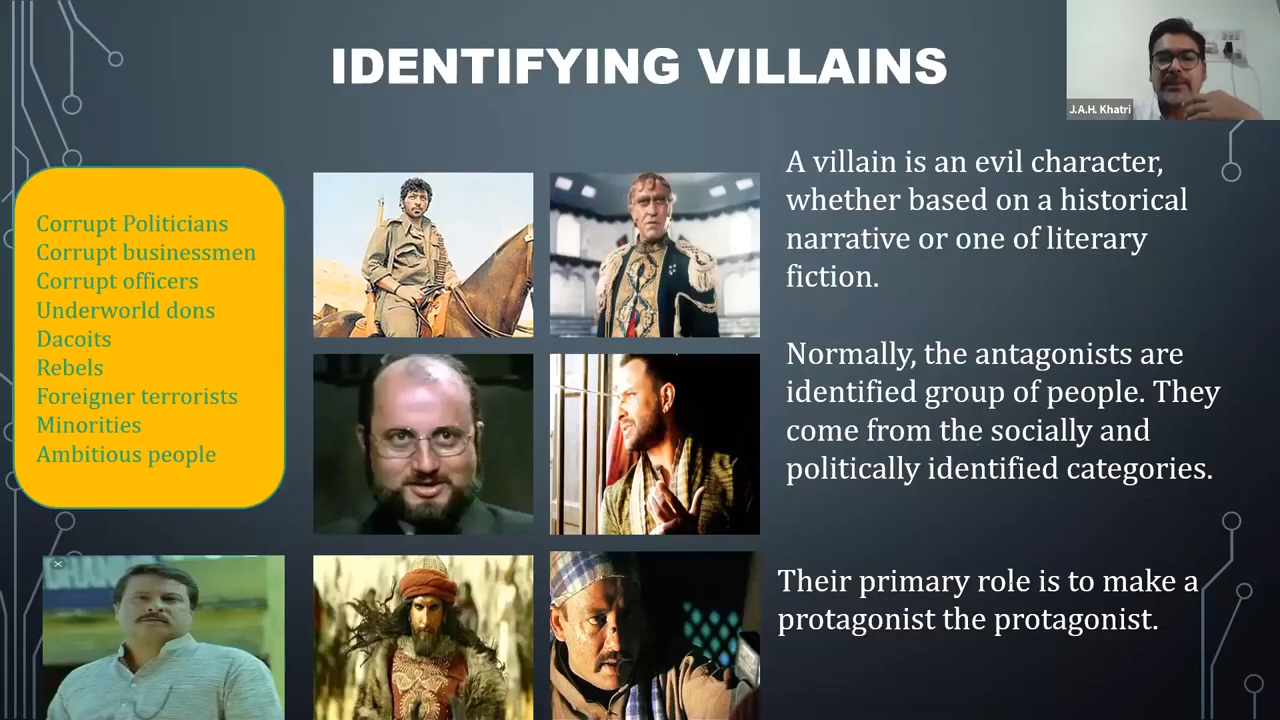 IDENTIFYING VILLAINS
J.A.H. Khatri
Corrupt Politicians
Corrupt businessmen
Corrupt officers
Underworld dons
Dacoits
Rebels
Foreigner terrorists
Minorities
Ambitious people
A villain is an evil character,
whether based on a historical
narrative or one of literary
fiction.
Normally, the antagonists are
identified group of people. They
come from the socially and
politically identified categories.
Their primary role is to make a
protagonist the protagonist.